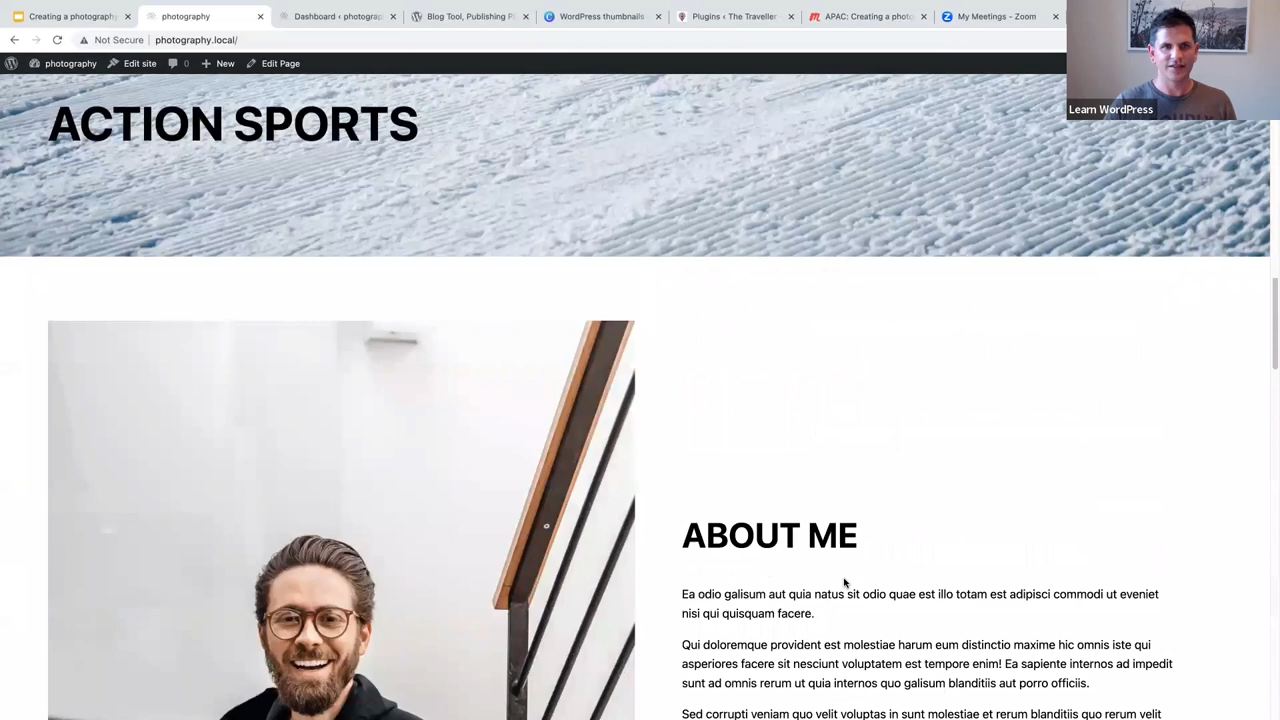 Creating a photography
photography
Dashboard ‹ photograp
Blog Tool, Publishing P
WordPress thumbnails
Plugins ‹ The Traveller
APAC: Creating a photo
My Meetings - Zoom
Not Secure photography.local/
photography Edit site 0 New Edit Page
Learn WordPress
ACTION SPORTS
ABOUT ME
Ea odio galisum aut quia natus sit odio quae est illo totam est adipisci commodi ut eveniet
nisi qui quisquam facere.
Qui doloremque provident est molestiae harum eum distinctio maxime hic omnis iste qui
asperiores facere sit nesciunt voluptatem est tempore enim! Ea sapiente internos ad impedit
sunt ad omnis rerum ut quia internos quo galisum blanditiis aut porro officiis.
Sed corrupti veniam quo velit voluptas in sunt molestiae et rerum blanditiis quo rerum velit